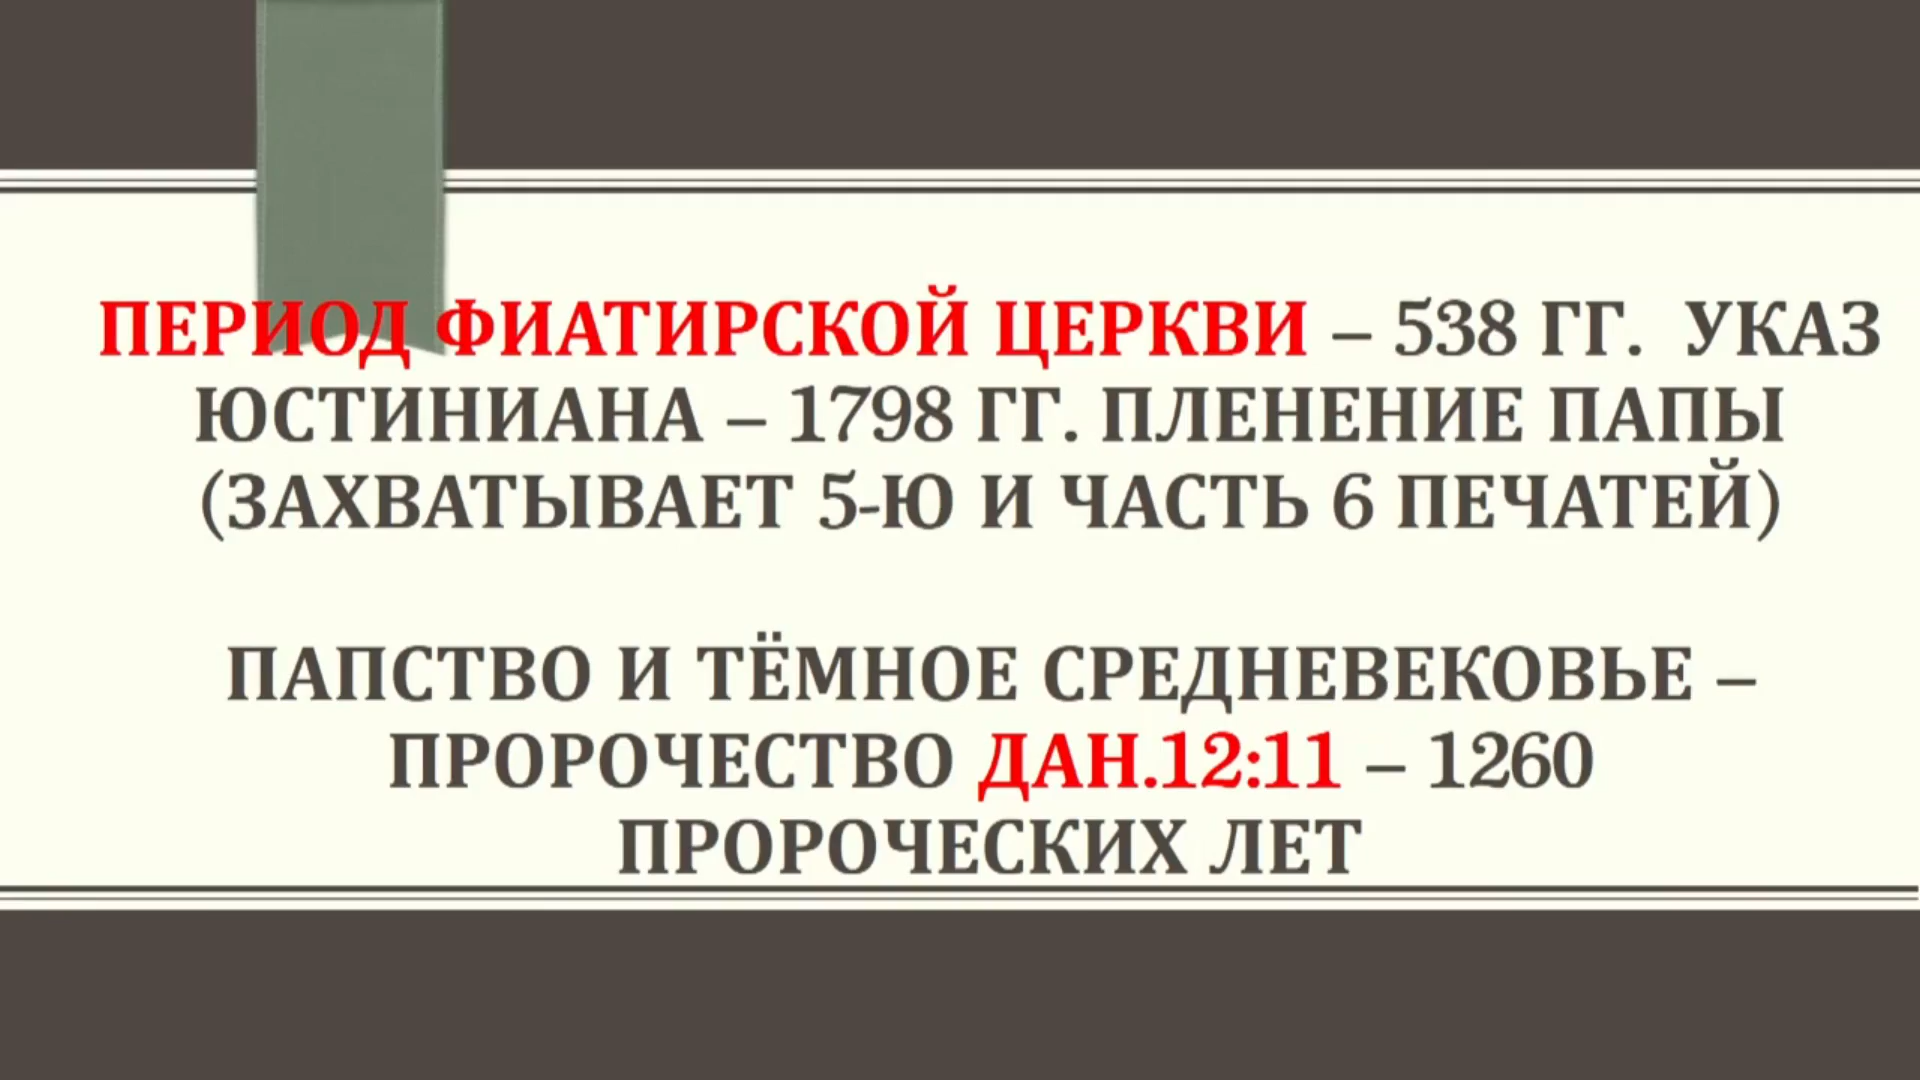 ПЕРИОД ФИАТИРСКОЙ ЦЕРКВИ – 538 ГГ. УКАЗ
ЮСТИНИАНА – 1798 ГГ. ПЛЕНЕНИЕ ПАПЫ
(ЗАХВАТЫВАЕТ 5-Ю И ЧАСТЬ 6 ПЕЧАТЕЙ)
ПАПСТВО И ТЁМНОЕ СРЕДНЕВЕКОВЬЕ –
ПРОРОЧЕСТВО ДАН.12:11 – 1260
ПРОРОЧЕСКИХ ЛЕТ